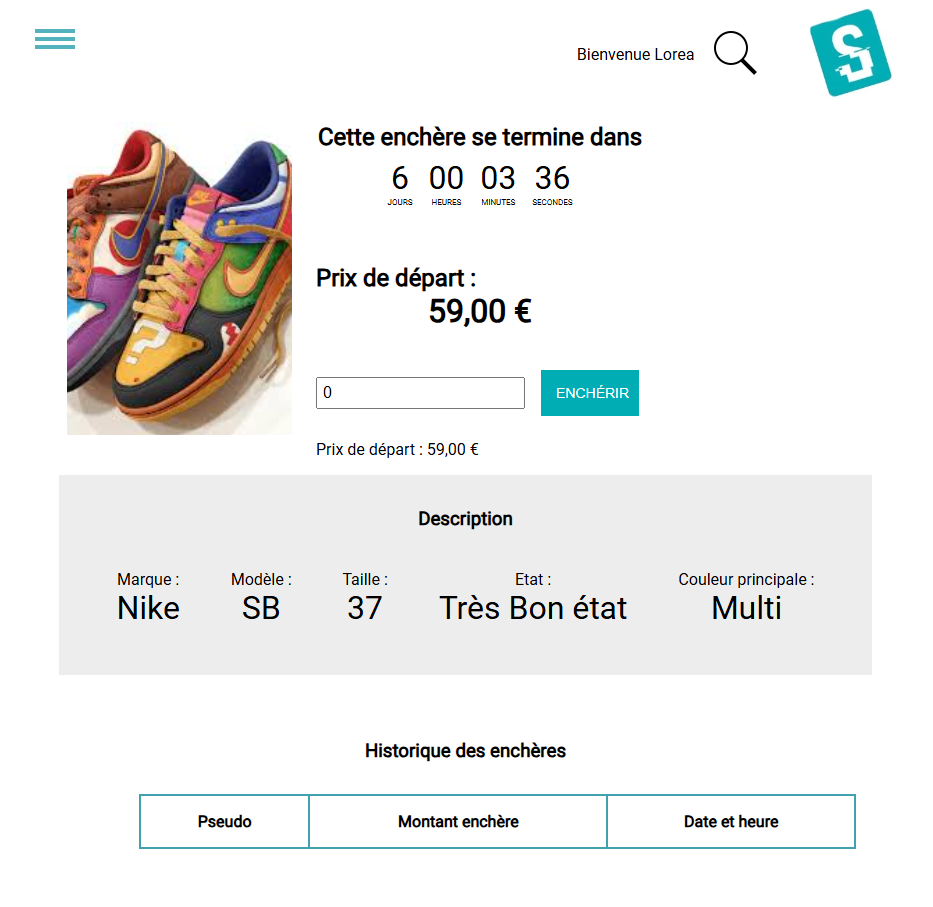 Bienvenue Lorea
Cette enchère se termine dans
6 00 03 36
JOURS HEURES MINUTES SECONDES
Prix de départ :
59,00 €
0
ENCHÉRIR
Prix de départ : 59,00 €
Description
Marque : Modèle : Taille : Etat : Couleur principale :
Nike SB 37 Très Bon état Multi
Historique des enchères
Pseudo Montant enchère Date et heure